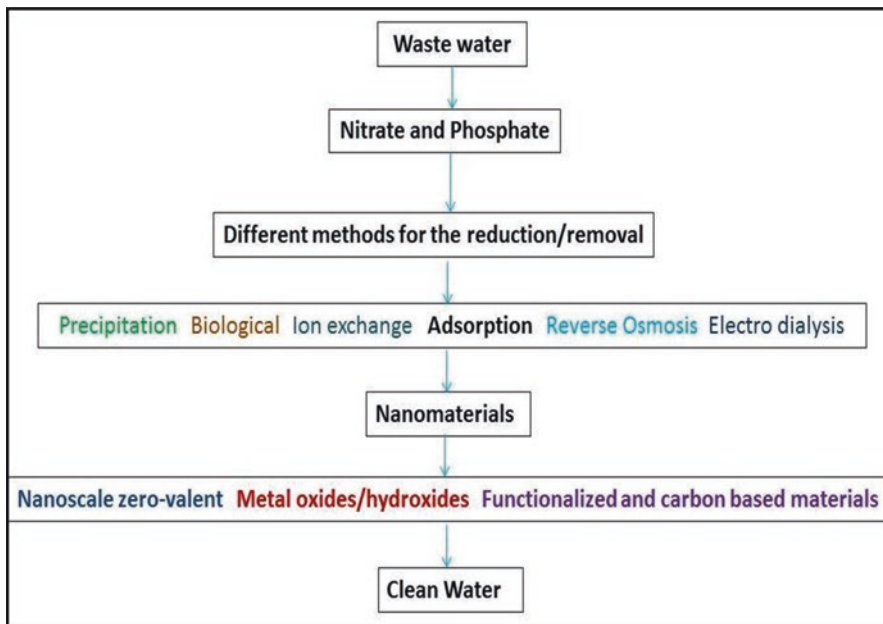 Waste water
Nitrate and Phosphate
Different methods for the reduction/removal
Precipitation Biological Ion exchange Adsorption Reverse Osmosis Electro dialysis
Nanomaterials
Nanoscale zero-valent Metal oxides/hydroxides Functionalized and carbon based materials
Clean Water